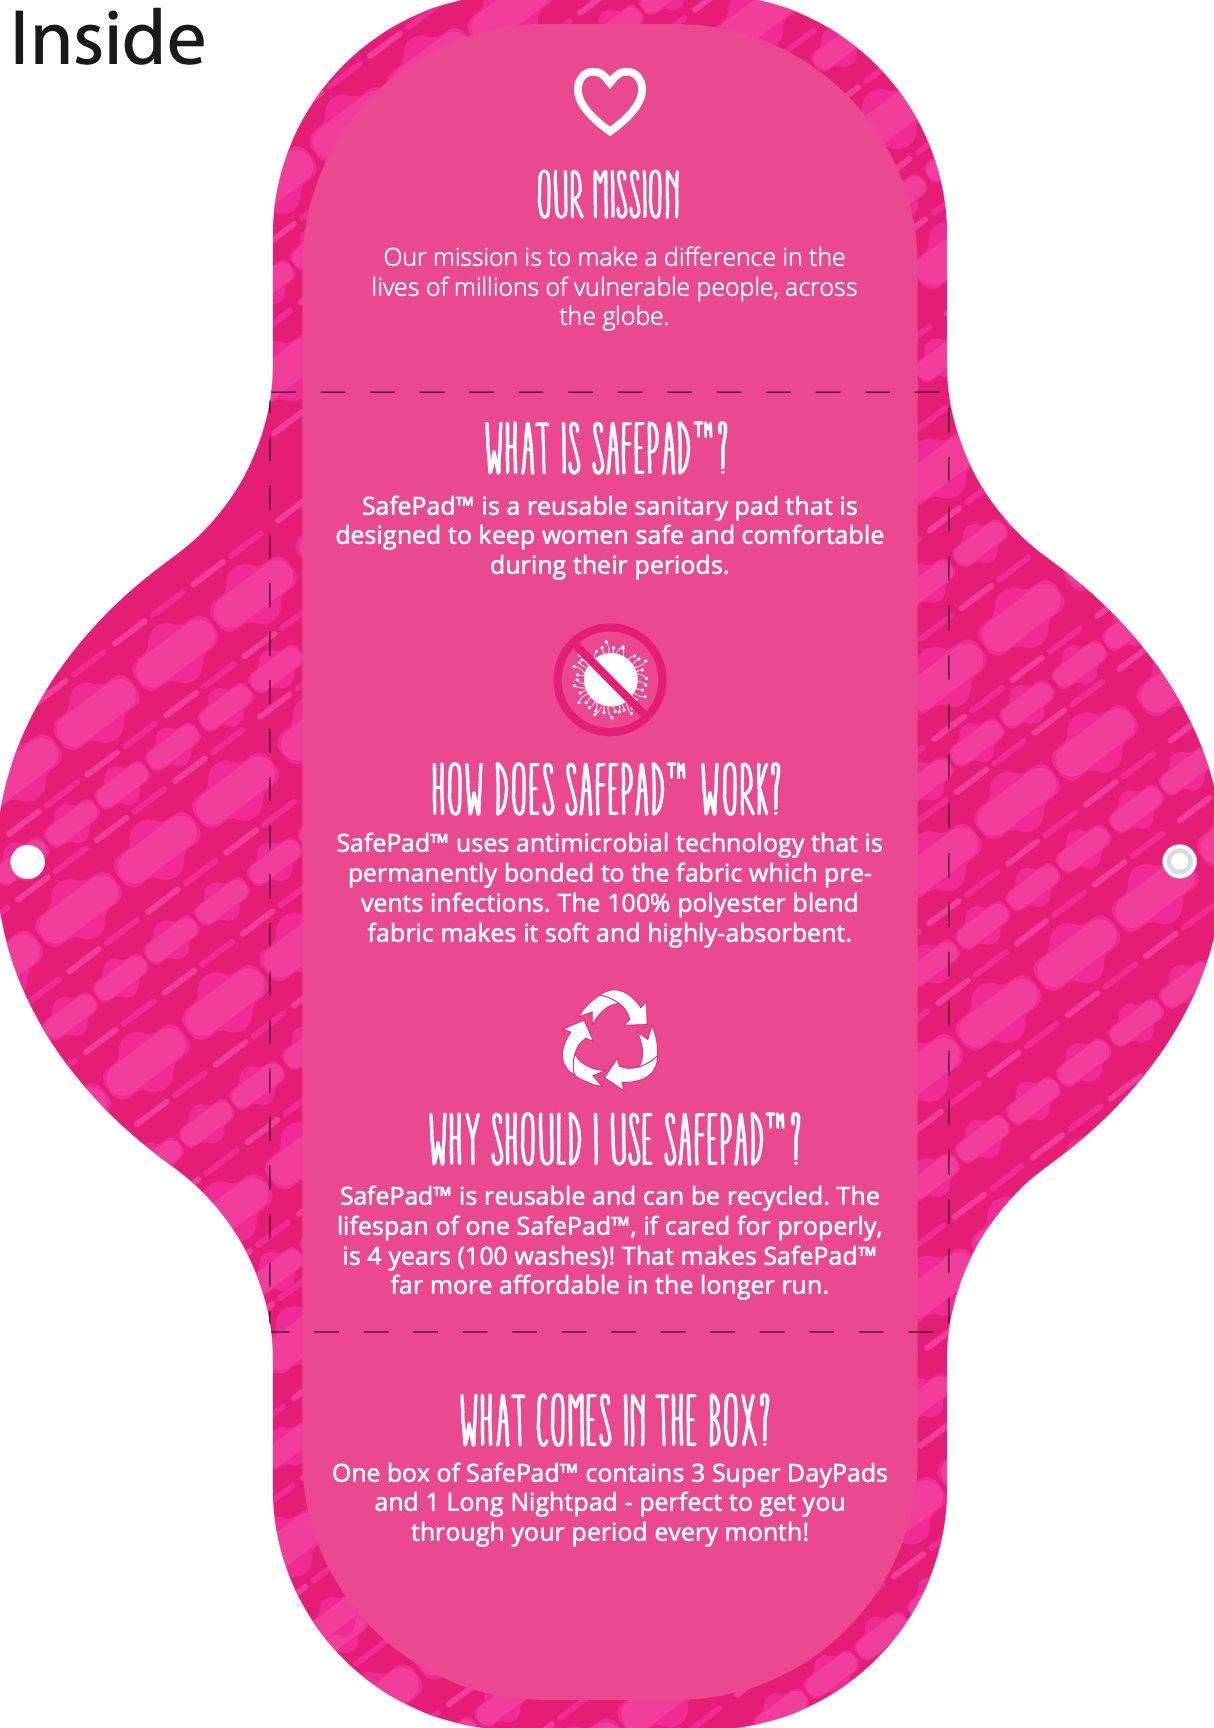 Inside
OUR MISSION
Our mission is to make a difference in the
lives of millions of vulnerable people, across
the globe.
WHAT IS SAFEPAD™?
SafePad™ is a reusable sanitary pad that is
designed to keep women safe and comfortable
during their periods.
HOW DOES SAFEPAD™ WORK?
SafePad™ uses antimicrobial technology that is
permanently bonded to the fabric which pre-
vents infections. The 100% polyester blend
fabric makes it soft and highly-absorbent.
WHY SHOULD I USE SAFEPAD™?
SafePad™ is reusable and can be recycled. The
lifespan of one SafePad™, if cared for properly,
is 4 years (100 washes)! That makes SafePad™
far more affordable in the longer run.
WHAT COMES IN THE BOX?
One box of SafePad™ contains 3 Super DayPads
and 1 Long Nightpad - perfect to get you
through your period every month!